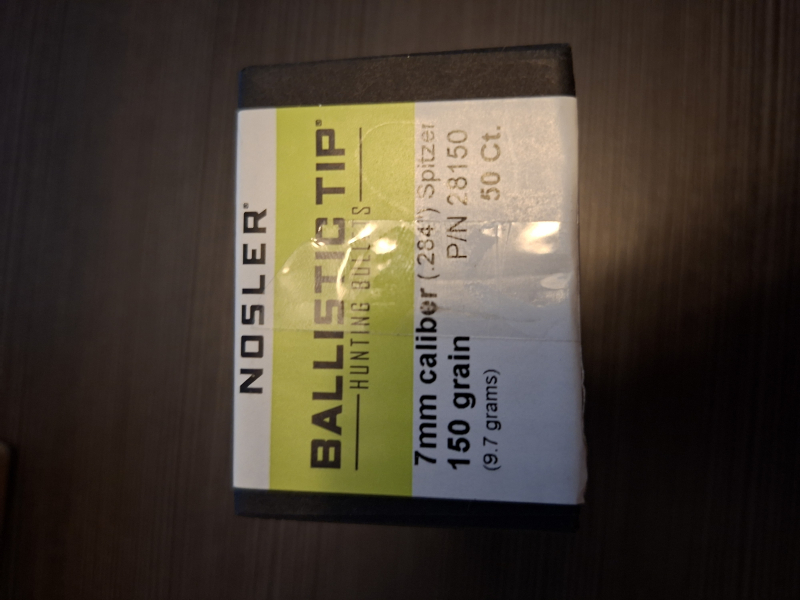 NOSLER®
BALLISTIC TIP®
HUNTING BULLETS
7mm caliber (.284") Spitzer
150 grain P/N 28150
(9.7 grams) 50 Ct.